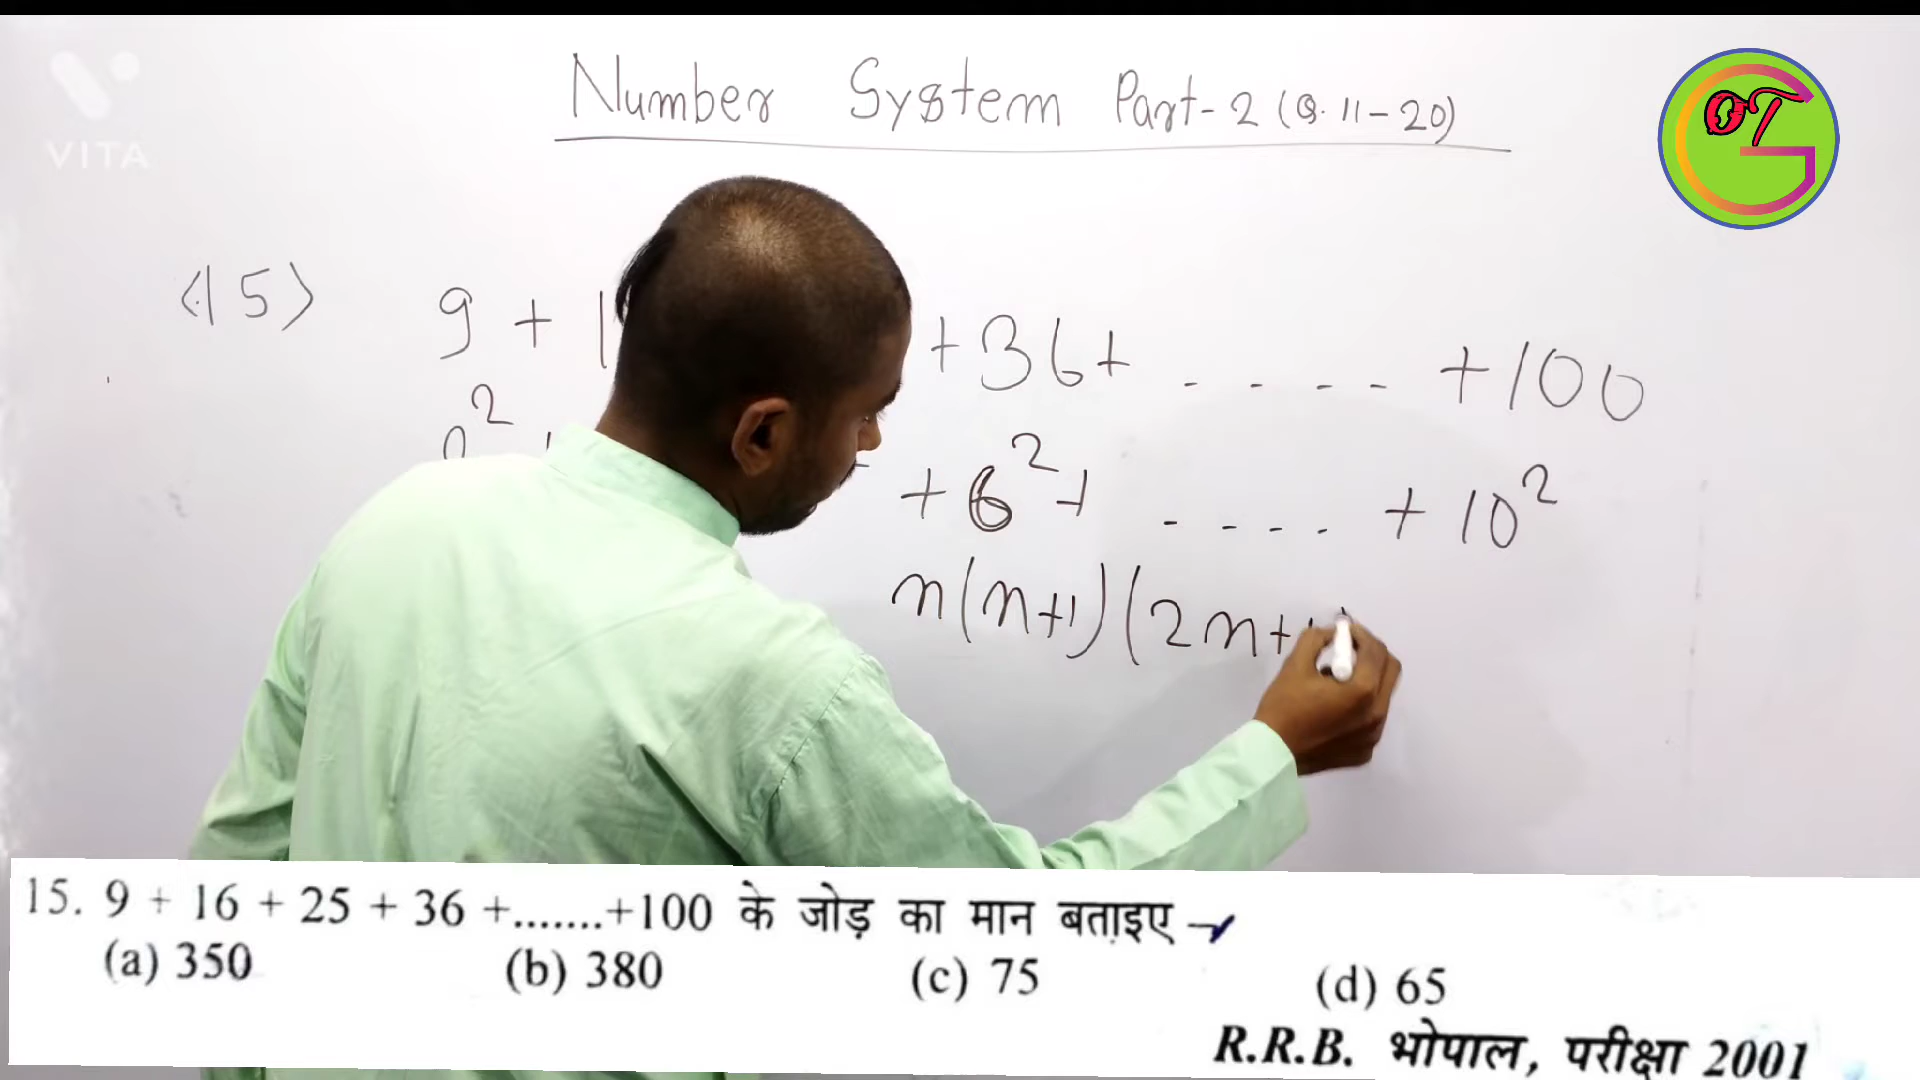 VITA
Number System Part-2 (Q. 11-20)
OTG
<15> 9 + 1 +36+ - - - - +100
2 + 6² + - - - - + 10²
n(n+1)(2n+
15. 9 + 16 + 25 + 36 +.......+100 के जोड़ का मान बताइए –
(a) 350 (b) 380 (c) 75 (d) 65
R.R.B. भोपाल, परीक्षा 2001